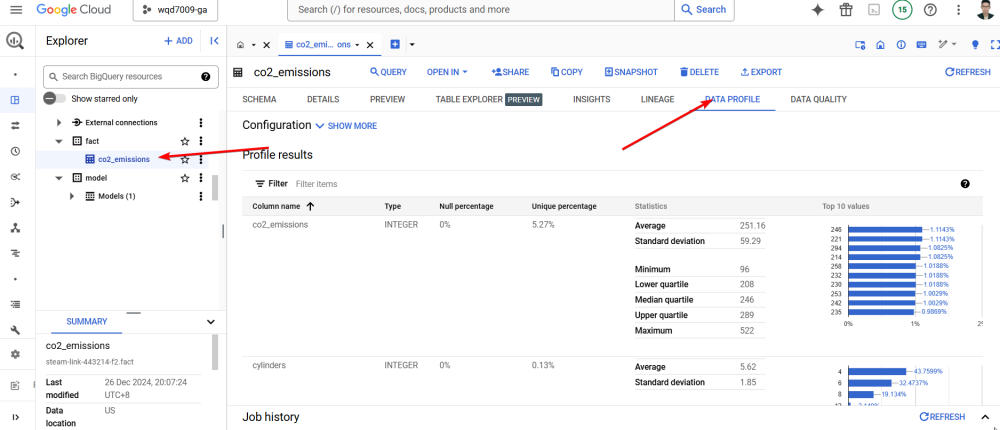 Google Cloud
wqd7009-ga
Search (/) for resources, docs, products and more
Search
15
Explorer
+ ADD
Search BigQuery resources
Show starred only
External connections
fact
co2_emissions
model
Models (1)
SUMMARY
co2_emissions
steam-link-443214-f2.fact
Last modified
26 Dec 2024, 20:07:24 UTC+8
Data location
US
co2_emi... ons
co2_emissions
QUERY
OPEN IN
SHARE
COPY
SNAPSHOT
DELETE
EXPORT
REFRESH
SCHEMA
DETAILS
PREVIEW
TABLE EXPLORER PREVIEW
INSIGHTS
LINEAGE
DATA PROFILE
DATA QUALITY
Configuration
SHOW MORE
Profile results
Filter
Filter items
Column name
Type
Null percentage
Unique percentage
Statistics
Top 10 values
co2_emissions
INTEGER
0%
5.27%
Average 251.16
Standard deviation 59.29
Minimum 96
Lower quartile 208
Median quartile 246
Upper quartile 289
Maximum 522
246 1.1143%
221 1.1143%
294 1.0825%
214 1.0825%
258 1.0188%
232 1.0188%
230 1.0188%
253 1.0029%
242 1.0029%
235 0.9869%
0% 1% 2%
cylinders
INTEGER
0%
0.13%
Average 5.62
Standard deviation 1.85
4 43.7599%
6 32.4737%
8 19.134%
Job history
REFRESH